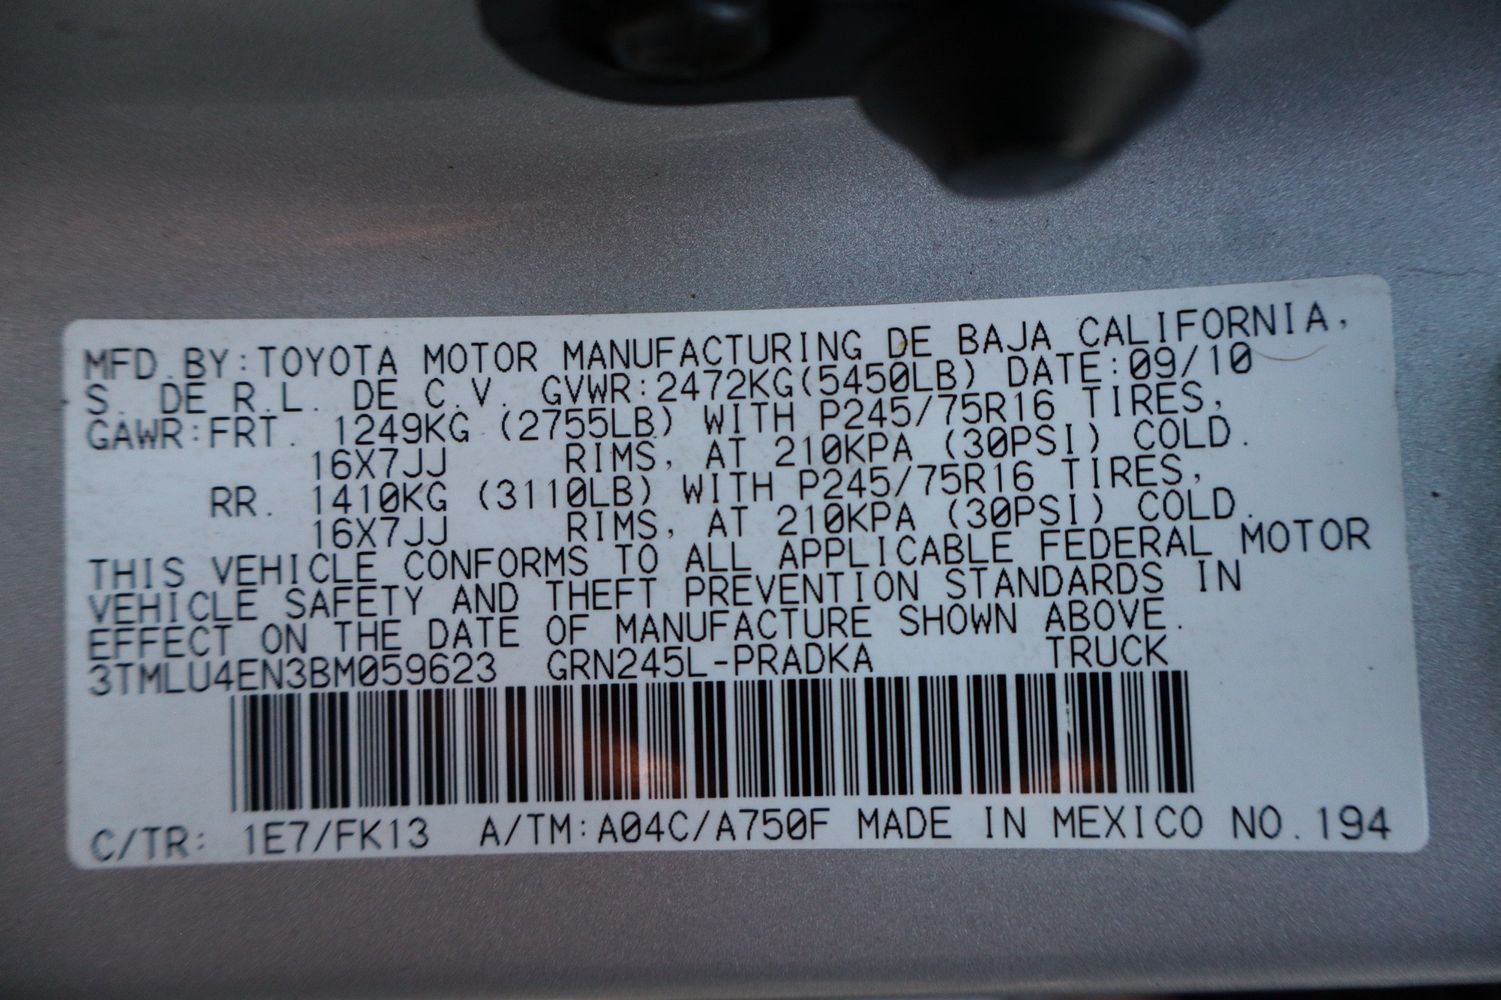 MFD.BY:TOYOTA MOTOR MANUFACTURING DE BAJA CALIFORNIA,
S. DE R.L. DE C.V. GVWR:2472KG(5450LB) DATE:09/10
GAWR:FRT. 1249KG (2755LB) WITH P245/75R16 TIRES,
16X7JJ RIMS, AT 210KPA (30PSI) COLD.
RR. 1410KG (3110LB) WITH P245/75R16 TIRES,
16X7JJ RIMS, AT 210KPA (30PSI) COLD.
THIS VEHICLE CONFORMS TO ALL APPLICABLE FEDERAL MOTOR
VEHICLE SAFETY AND THEFT PREVENTION STANDARDS IN
EFFECT ON THE DATE OF MANUFACTURE SHOWN ABOVE.
3TMLU4EN3BM059623 GRN245L-PRADKA TRUCK
C/TR: 1E7/FK13 A/TM:A04C/A750F MADE IN MEXICO NO.194